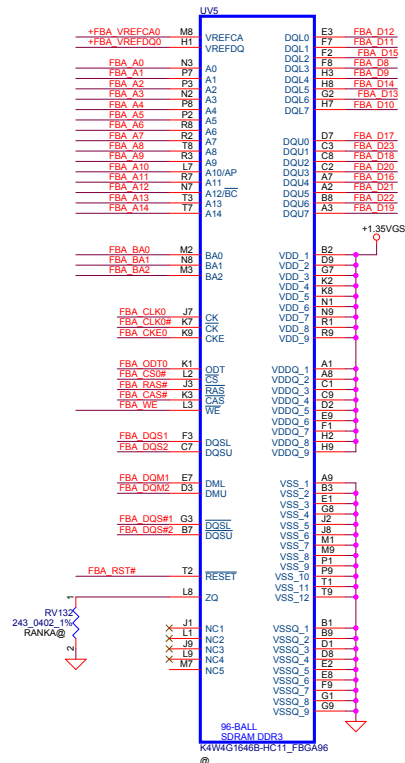 UV5
+FBA_VREFCA0 M8 VREFCA DQL0 E3 FBA_D12
+FBA_VREFDQ0 H1 VREFDQ DQL1 F7 FBA_D11
DQL2 F2 FBA_D15
FBA_A0 N3 A0 DQL3 F8 FBA_D8
FBA_A1 P7 A1 DQL4 H3 FBA_D9
FBA_A2 P3 A2 DQL5 H8 FBA_D14
FBA_A3 N2 A3 DQL6 G2 FBA_D13
FBA_A4 P8 A4 DQL7 H7 FBA_D10
FBA_A5 P2 A5
FBA_A6 R8 A6
FBA_A7 R2 A7 DQU0 D7 FBA_D17
FBA_A8 T8 A8 DQU1 C3 FBA_D23
FBA_A9 R3 A9 DQU2 C8 FBA_D18
FBA_A10 L7 A10/AP DQU3 C2 FBA_D20
FBA_A11 R7 A11 DQU4 A7 FBA_D16
FBA_A12 N7 A12/BC DQU5 A2 FBA_D21
FBA_A13 T3 A13 DQU6 B8 FBA_D22
FBA_A14 T7 A14 DQU7 A3 FBA_D19
+1.35VGS
FBA_BA0 M2 BA0 VDD_1 B2
FBA_BA1 N8 BA1 VDD_2 D9
FBA_BA2 M3 BA2 VDD_3 G7
VDD_4 K2
VDD_5 K8
VDD_6 N1
FBA_CLK0 J7 CK VDD_7 N9
FBA_CLK0# K7 CK VDD_8 R1
FBA_CKE0 K9 CKE VDD_9 R9
FBA_ODT0 K1 ODT VDDQ_1 A1
FBA_CS0# L2 CS VDDQ_2 A8
FBA_RAS# J3 RAS VDDQ_3 C1
FBA_CAS# K3 CAS VDDQ_4 C9
FBA_WE L3 WE VDDQ_5 D2
VDDQ_6 E9
VDDQ_7 F1
FBA_DQS1 F3 DQSL VDDQ_8 H2
FBA_DQS2 C7 DQSU VDDQ_9 H9
FBA_DQM1 E7 DML VSS_1 A9
FBA_DQM2 D3 DMU VSS_2 B3
VSS_3 E1
VSS_4 G8
FBA_DQS#1 G3 DQSL VSS_5 J2
FBA_DQS#2 B7 DQSU VSS_6 J8
VSS_7 M1
VSS_8 M9
VSS_9 P1
FBA_RST# T2 RESET VSS_10 P9
VSS_11 T1
L8 ZQ VSS_12 T9
1
RV132
243_0402_1%
RANKA@
2
J1 NC1 VSSQ_1 B1
L1 NC2 VSSQ_2 B9
J9 NC3 VSSQ_3 D1
L9 NC4 VSSQ_4 D8
M7 NC5 VSSQ_5 E2
VSSQ_6 E8
VSSQ_7 F9
VSSQ_8 G1
VSSQ_9 G9
96-BALL
SDRAM DDR3
K4W4G1646B-HC11_FBGA96
@